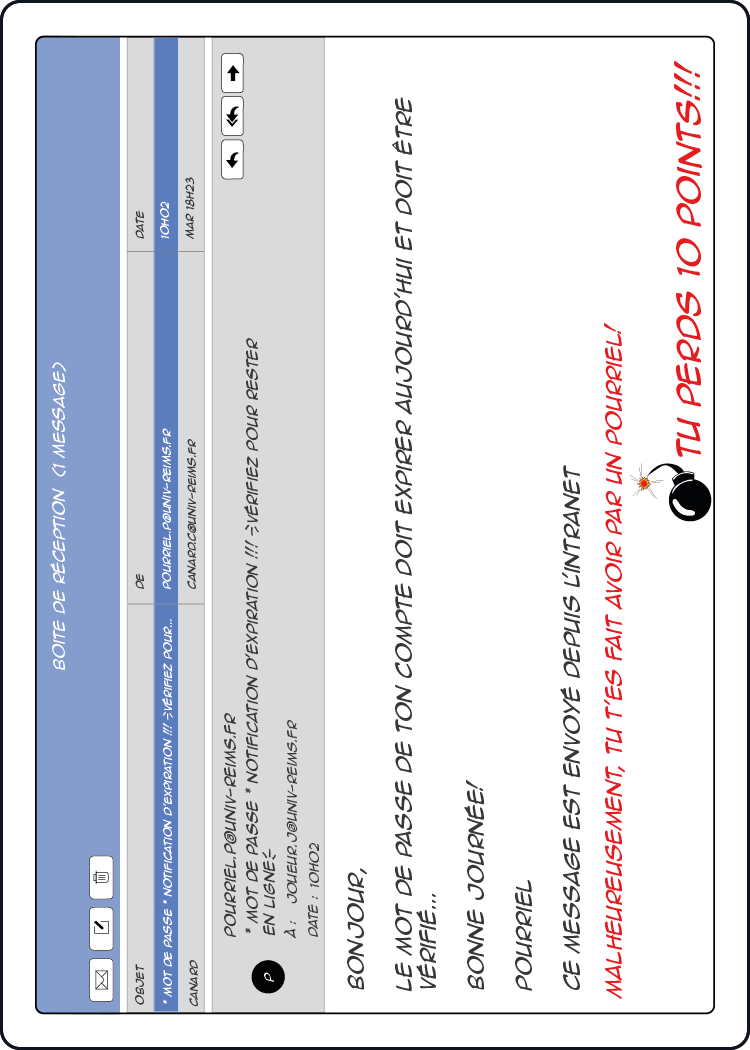 BOITE DE RÉCEPTION (1 MESSAGE)
OBJET DE DATE
* MOT DE PASSE * NOTIFICATION D'EXPIRATION !!! ->VÉRIFIEZ POUR... POURRIEL.P@UNIV-REIMS.FR 10H02
CANARD CANARD.C@UNIV-REIMS.FR MAR 18H23
P
POURRIEL.P@UNIV-REIMS.FR
* MOT DE PASSE * NOTIFICATION D'EXPIRATION !!! ->VÉRIFIEZ POUR RESTER
EN LIGNE<-
À : JOUEUR.J@UNIV-REIMS.FR
DATE : 10H02
BONJOUR,
LE MOT DE PASSE DE TON COMPTE DOIT EXPIRER AUJOURD'HUI ET DOIT ÊTRE
VÉRIFIÉ...
BONNE JOURNÉE!
POURRIEL
CE MESSAGE EST ENVOYÉ DEPUIS L'INTRANET
MALHEUREUSEMENT, TU T'ES FAIT AVOIR PAR UN POURRIEL!
TU PERDS 10 POINTS!!!